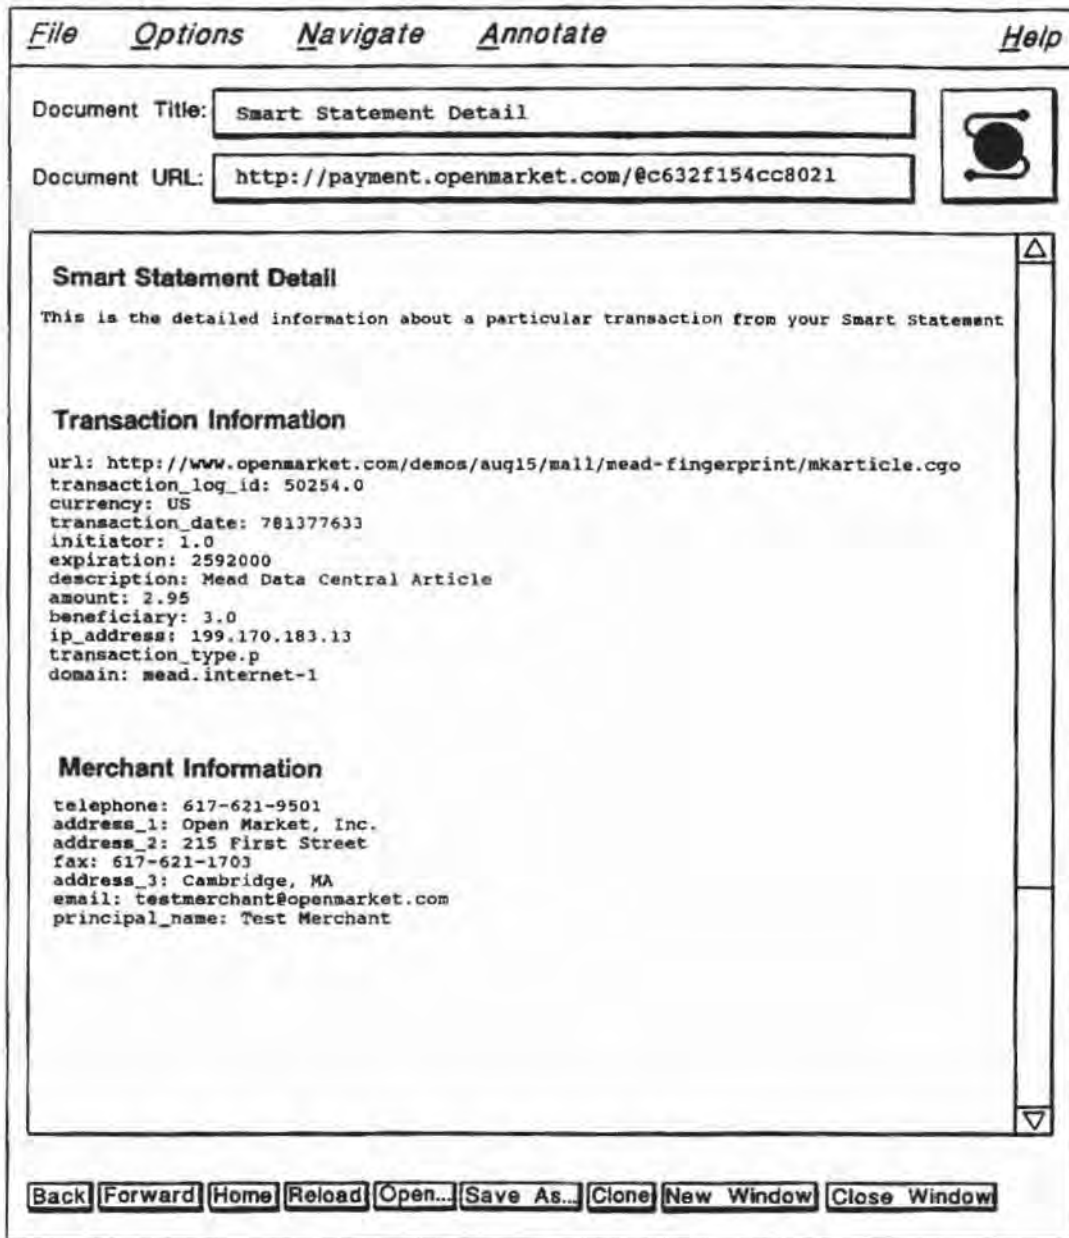 File Options Navigate Annotate Help
Document Title: Smart Statement Detail
Document URL: http://payment.openmarket.com/@c632f154cc8021
Smart Statement Detail
This is the detailed information about a particular transaction from your Smart Statement
Transaction Information
url: http://www.openmarket.com/demos/aug15/mall/mead-fingerprint/mkarticle.cgo
transaction_log_id: 50254.0
currency: US
transaction_date: 781377633
initiator: 1.0
expiration: 2592000
description: Mead Data Central Article
amount: 2.95
beneficiary: 3.0
ip_address: 199.170.183.13
transaction_type.p
domain: mead.internet-1
Merchant Information
telephone: 617-621-9501
address_1: Open Market, Inc.
address_2: 215 First Street
fax: 617-621-1703
address_3: Cambridge, MA
email: testmerchant@openmarket.com
principal_name: Test Merchant
Back Forward Home Reload Open... Save As... Clone New Window Close Window